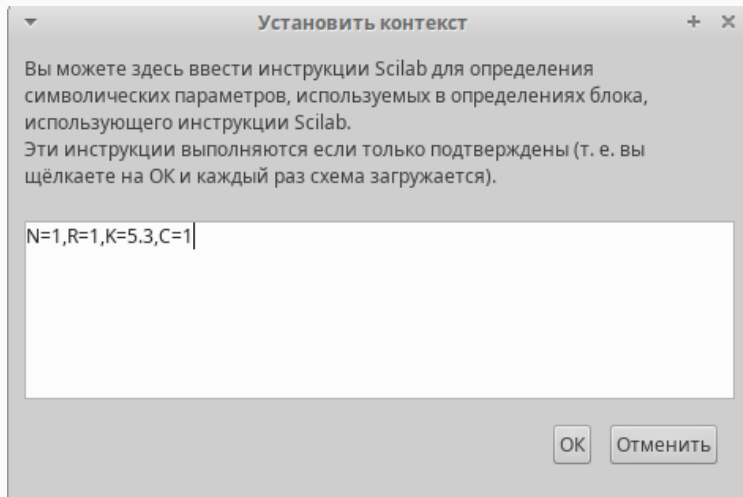 Установить контекст
Вы можете здесь ввести инструкции Scilab для определения
символических параметров, используемых в определениях блока,
использующего инструкции Scilab.
Эти инструкции выполняются если только подтверждены (т. е. вы
щёлкаете на ОК и каждый раз схема загружается).
N=1,R=1,K=5.3,C=1
ОК
Отменить